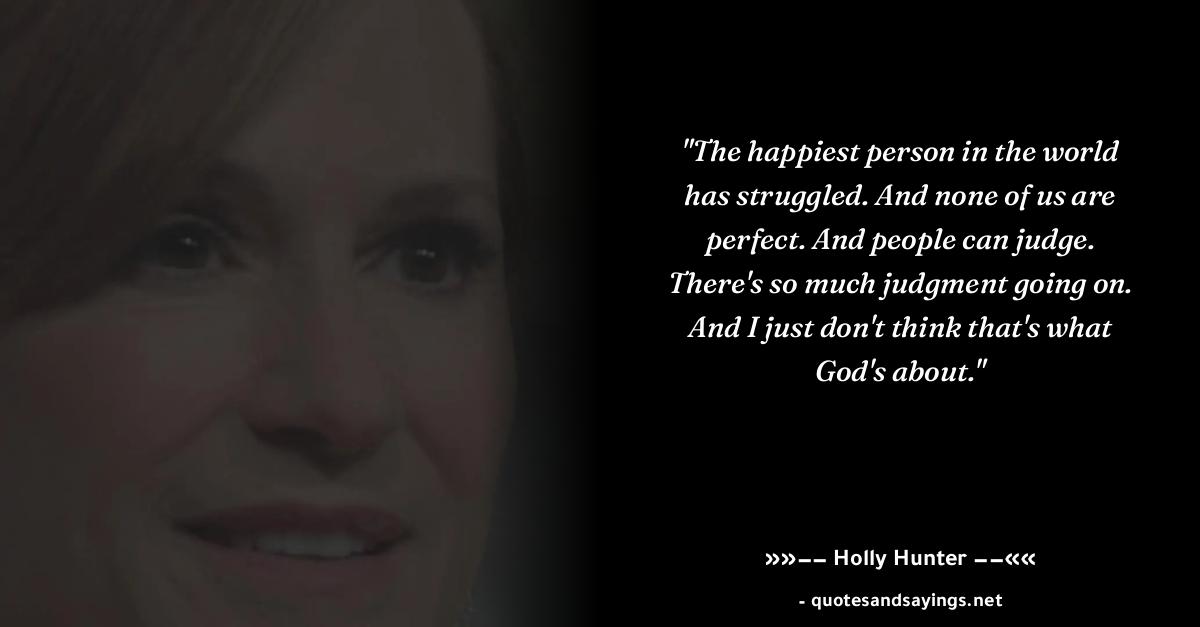 "The happiest person in the world
has struggled. And none of us are
perfect. And people can judge.
There's so much judgment going on.
And I just don't think that's what
God's about."
»»−− Holly Hunter −−««
- quotesandsayings.net